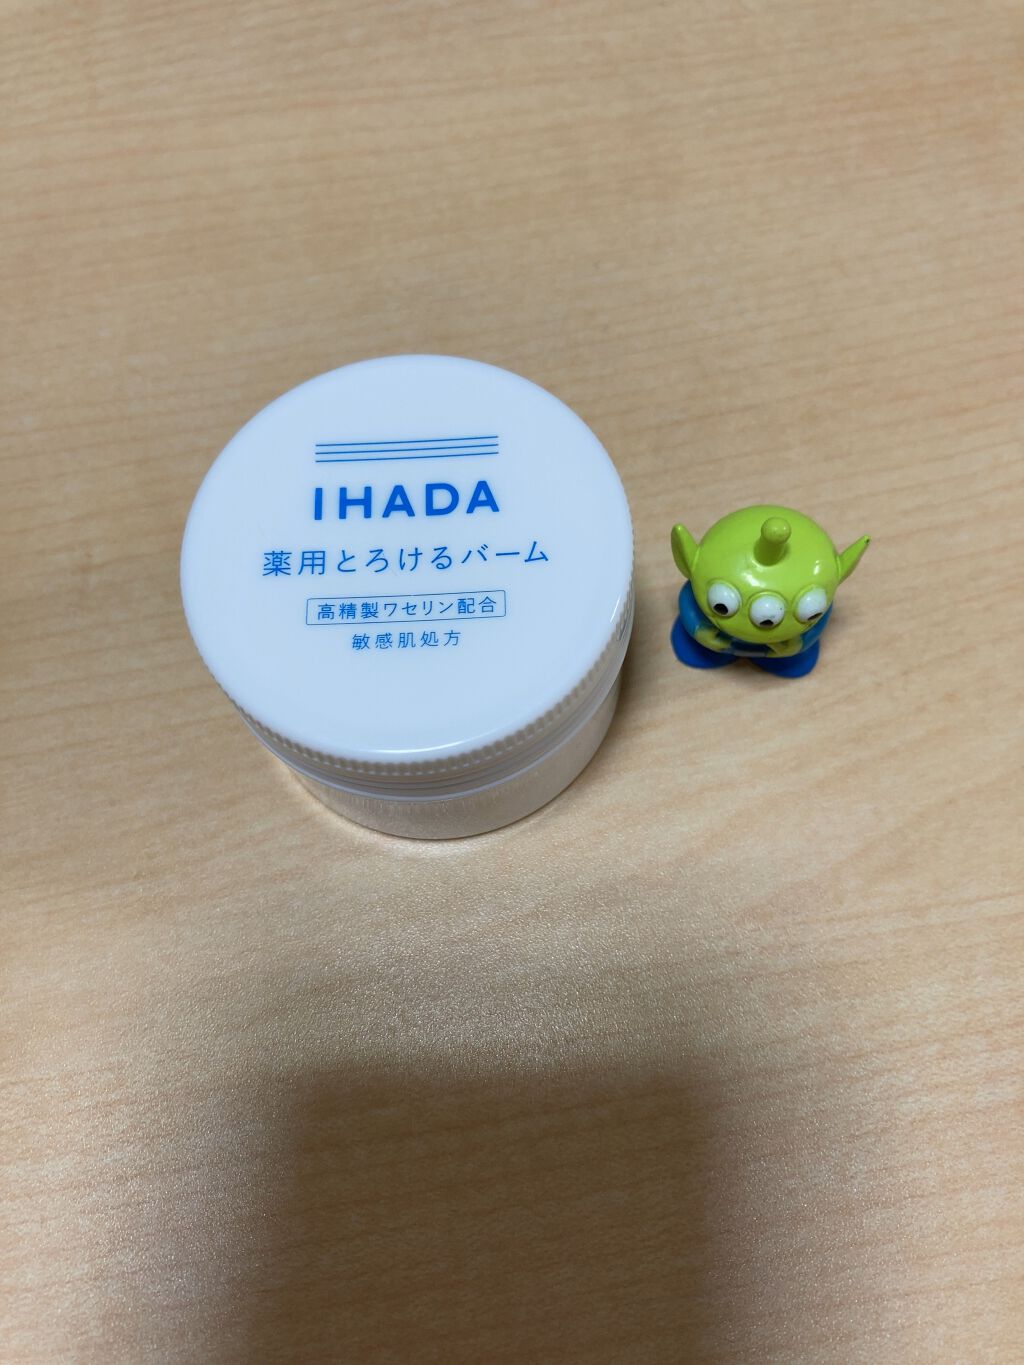 IHADA
薬用とろけるバーム
高精製ワセリン配合
敏感肌処方